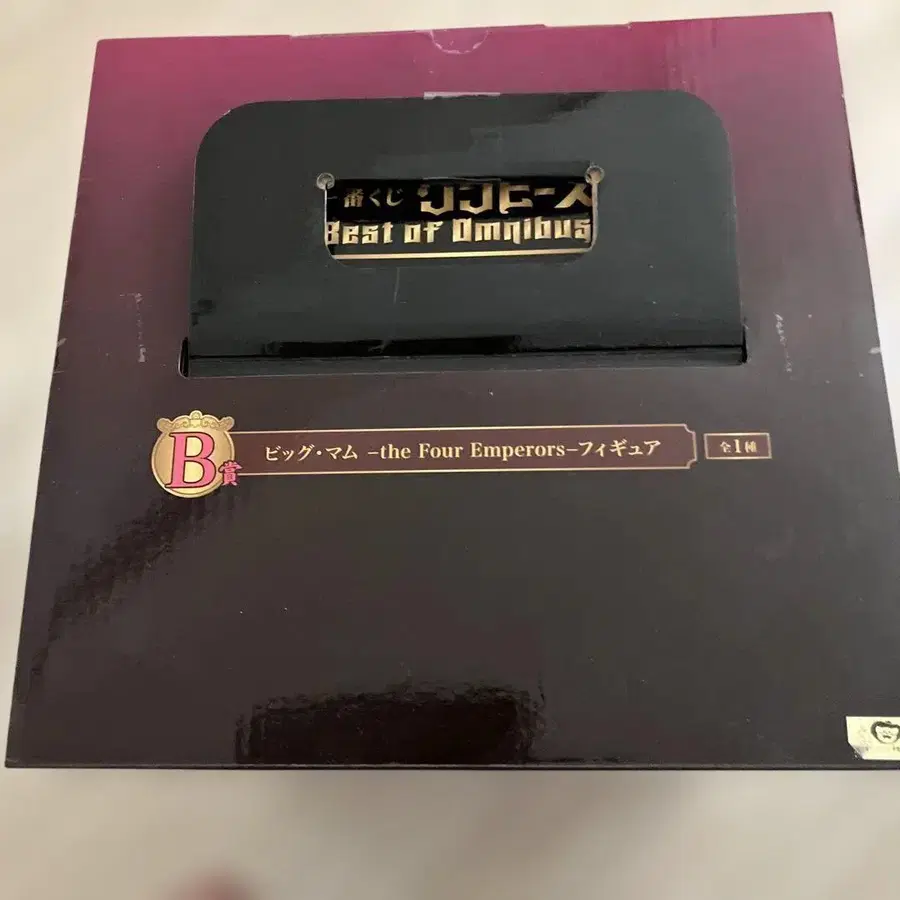 一番くじ ワンピース
Best of Omnibus
B賞
ビッグ・マム –the Four Emperors–フィギュア
全1種